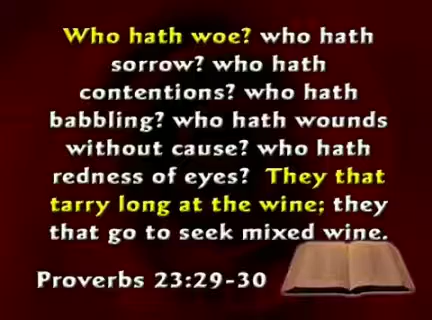 Who hath woe? who hath
sorrow? who hath
contentions? who hath
babbling? who hath wounds
without cause? who hath
redness of eyes? They that
tarry long at the wine; they
that go to seek mixed wine.
Proverbs 23:29-30